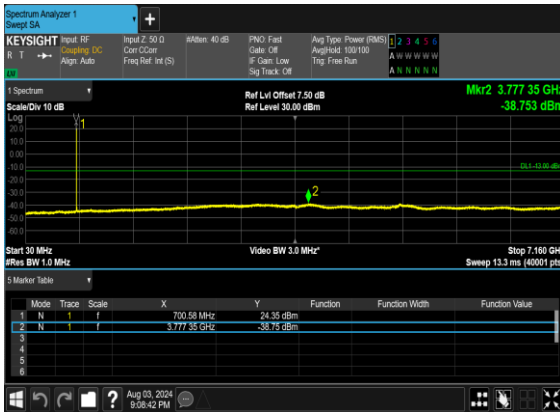 Spectrum Analyzer 1
Swept SA
+
KEYSIGHT Input: RF Input Z: 50 Ω #Atten: 40 dB PNO: Fast Avg Type: Power (RMS) 1 2 3 4 5 6
R T Coupling: DC Corr CCorr Gate: Off Avg|Hold: 100/100 A W W W W W
Align: Auto Freq Ref: Int (S) IF Gain: Low Trig: Free Run
Sig Track: Off A N N N N N
1 Spectrum
Ref Lvl Offset 7.50 dB Mkr2 3.777 35 GHz
Scale/Div 10 dB Ref Level 30.00 dBm -38.753 dBm
Log
20.0
10.0
0.00
-10.0
DL1 -13.00 dBm
-20.0
-30.0
-40.0
-50.0
-60.0
1
2
Start 30 MHz Video BW 3.0 MHz* Stop 7.160 GHz
#Res BW 1.0 MHz Sweep 13.3 ms (40001 pts)
5 Marker Table
Mode Trace Scale X Y Function Function Width Function Value
1 N 1 f 700.58 MHz 24.35 dBm
2 N 1 f 3.777 35 GHz -38.75 dBm
3
4
5
6
? Aug 03, 2024
9:08:42 PM